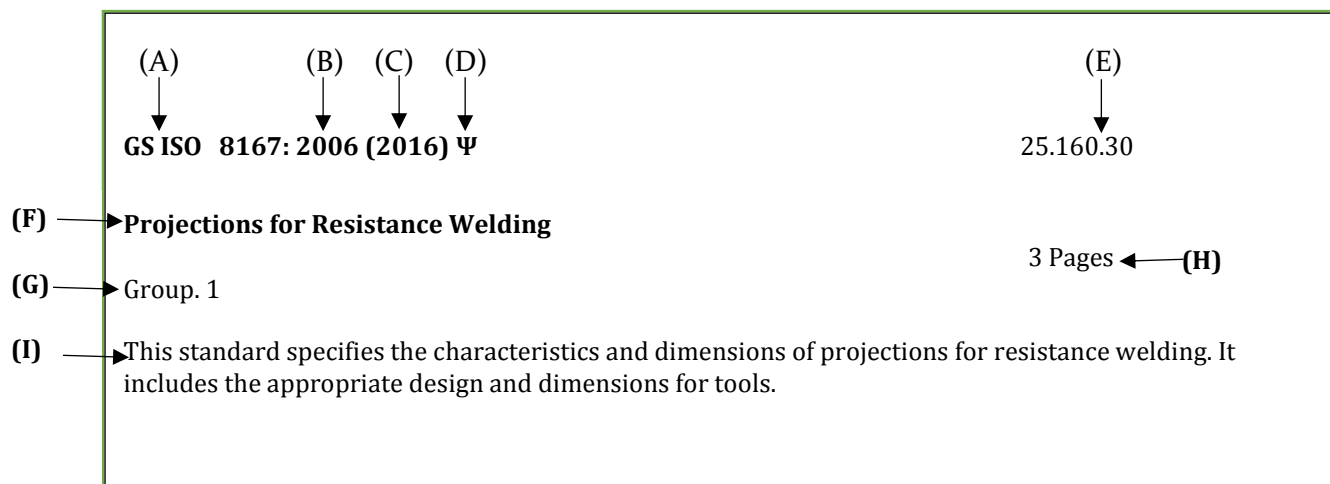 (A) (B) (C) (D) (E)
GS ISO 8167: 2006 (2016) Ψ 25.160.30
(F) Projections for Resistance Welding
3 Pages (H)
(G) Group. 1
(I) This standard specifies the characteristics and dimensions of projections for resistance welding. It
includes the appropriate design and dimensions for tools.